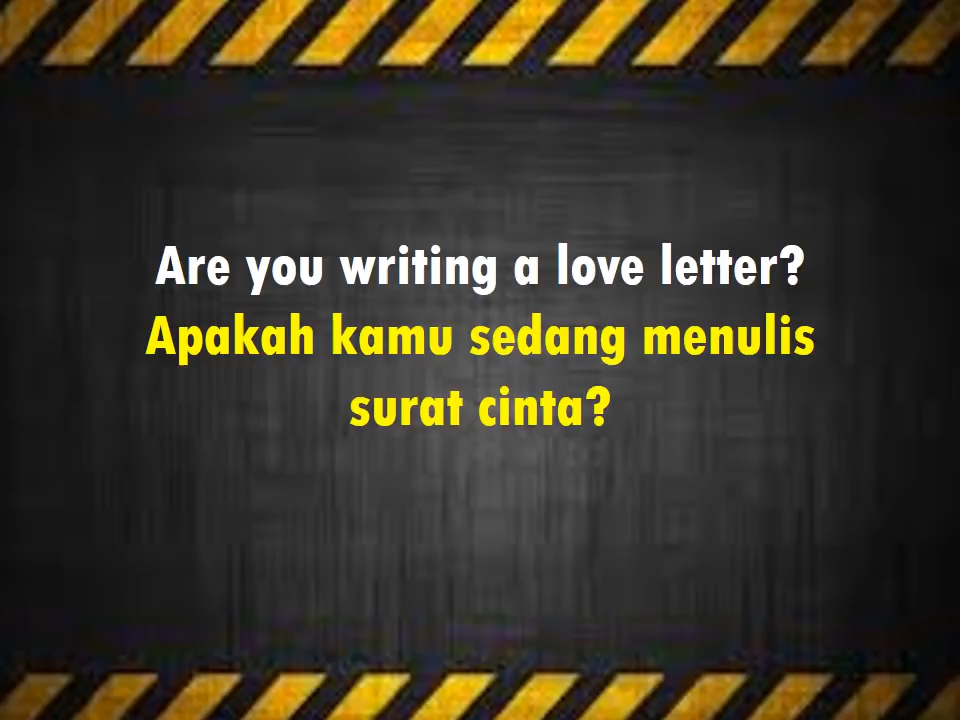 Are you writing a love letter?
Apakah kamu sedang menulis
surat cinta?